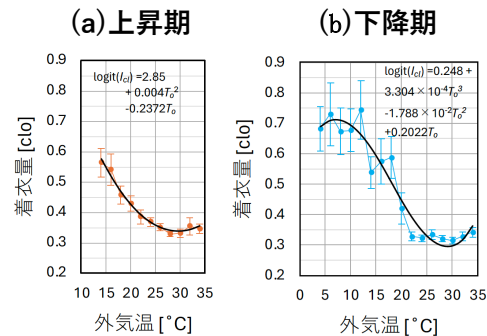 (a)上昇期
(b)下降期
0.9
0.8
0.7
0.6
0.5
0.4
0.3
0.2
着衣量 [clo]
logit(Icl) =2.85
+ 0.004To²
-0.2372To
10 15 20 25 30 35
外気温 [˚C]
0.9
0.8
0.7
0.6
0.5
0.4
0.3
0.2
着衣量 [clo]
logit(Icl) =0.248 +
3.304×10⁻⁴To³
-1.788×10⁻²To²
+0.2022To
0 5 10 15 20 25 30 35
外気温 [˚C]